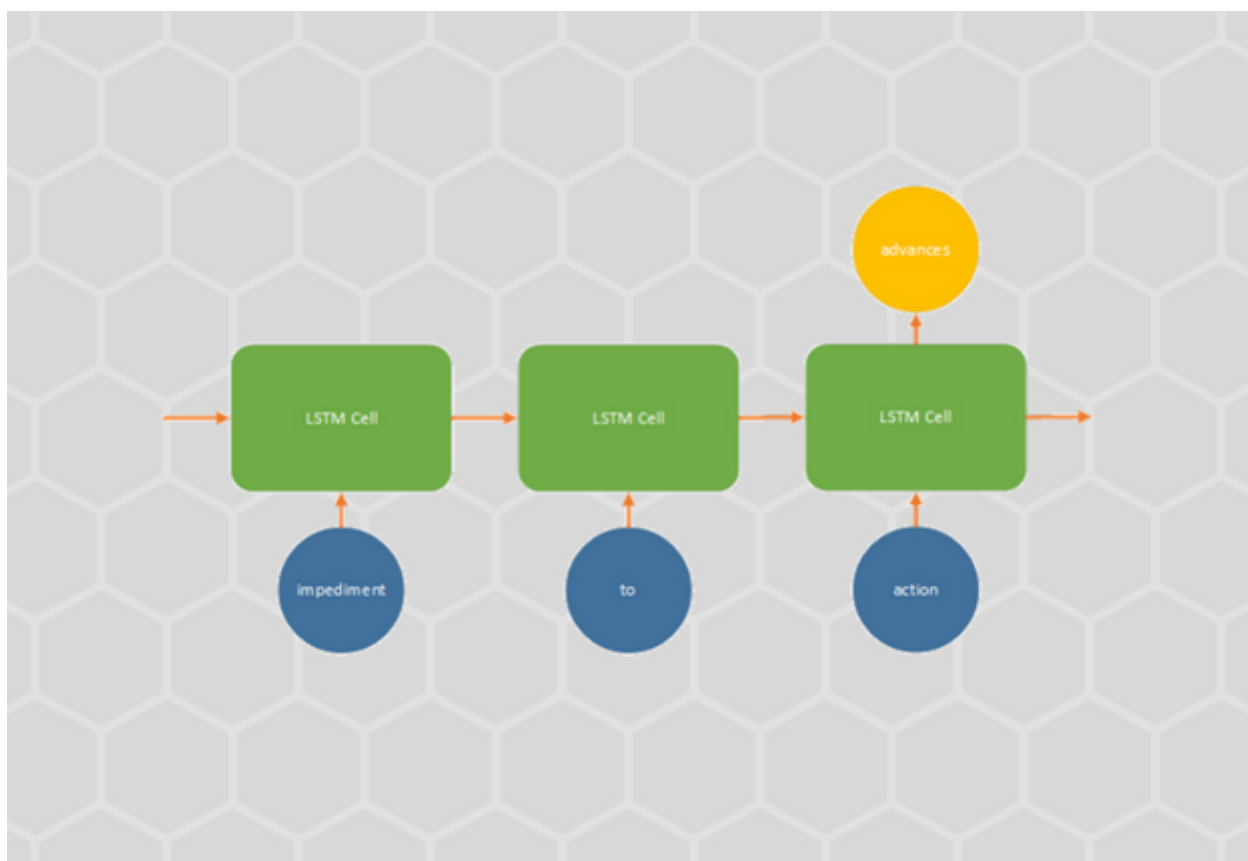 advances
LSTM Cell
LSTM Cell
LSTM Cell
impediment
to
action